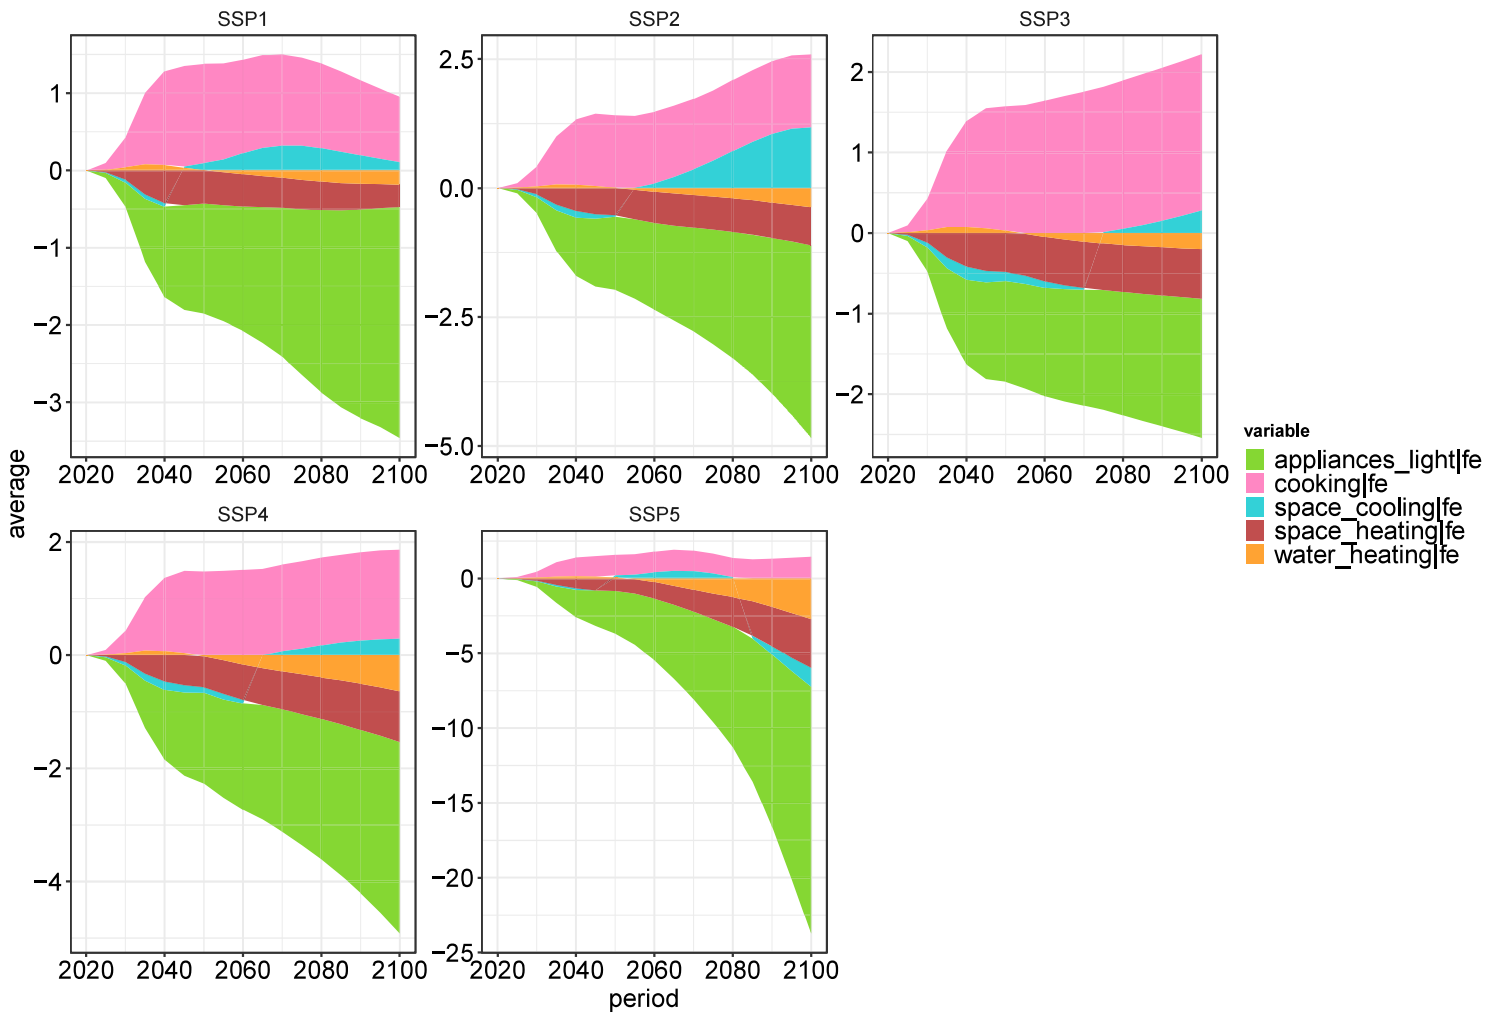 SSP1
SSP2
SSP3
1
0
−1
−2
−3
2.5
0.0
−2.5
−5.0
2
1
0
−1
−2
2020 2040 2060 2080 2100
2020 2040 2060 2080 2100
2020 2040 2060 2080 2100
average
SSP4
SSP5
2
0
−2
−4
0
−5
−10
−15
−20
−25
2020 2040 2060 2080 2100
2020 2040 2060 2080 2100
period
variable
appliances_light|fe
cooking|fe
space_cooling|fe
space_heating|fe
water_heating|fe